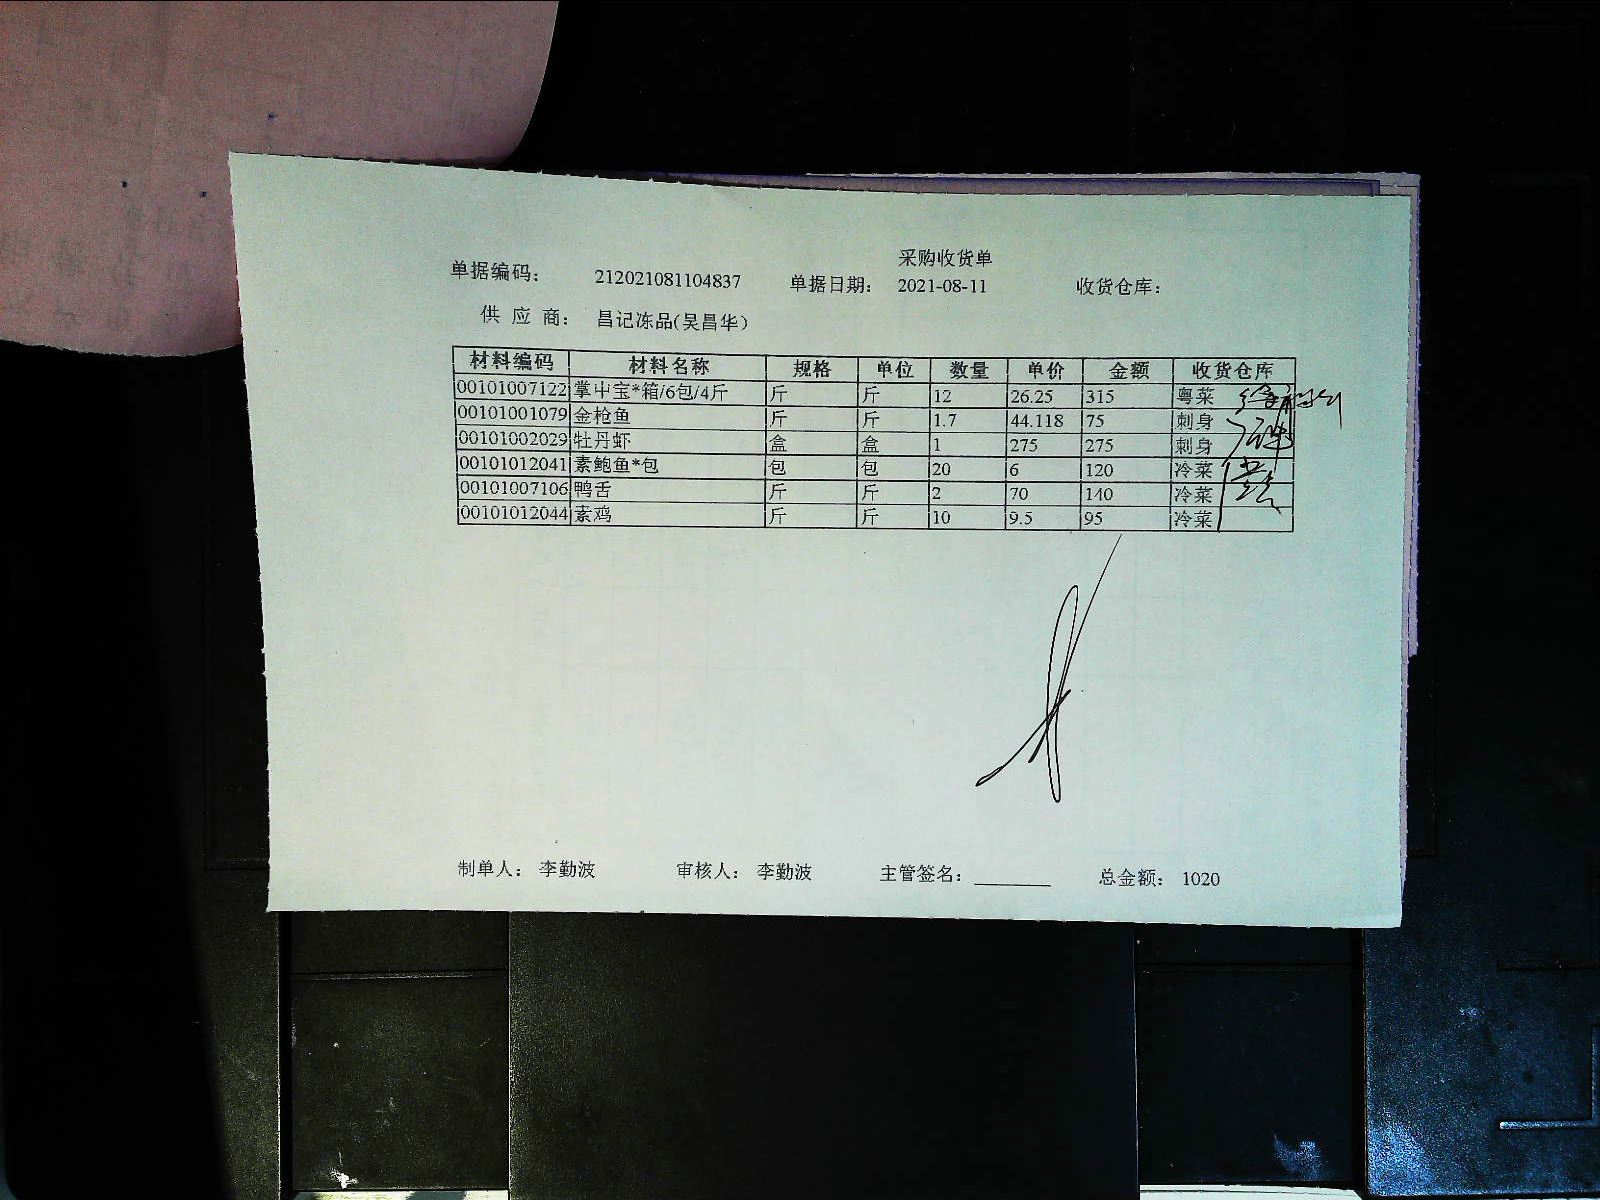 采购收货单
单据编码： 212021081104837 单据日期： 2021-08-11 收货仓库：
供 应 商： 昌记冻品(吴昌华)
材料编码 材料名称 规格 单位 数量 单价 金额 收货仓库
00101007122 掌中宝*箱/6包/4斤 斤 斤 12 26.25 315 粤菜
00101001079 金枪鱼 斤 斤 1.7 44.118 75 刺身
00101002029 牡丹虾 盒 盒 1 275 275 刺身
00101012041 素鲍鱼*包 包 包 20 6 120 冷菜
00101007106 鸭舌 斤 斤 2 70 140 冷菜
00101012044 素鸡 斤 斤 10 9.5 95 冷菜
制单人： 李勤波 审核人： 李勤波 主管签名： 总金额： 1020